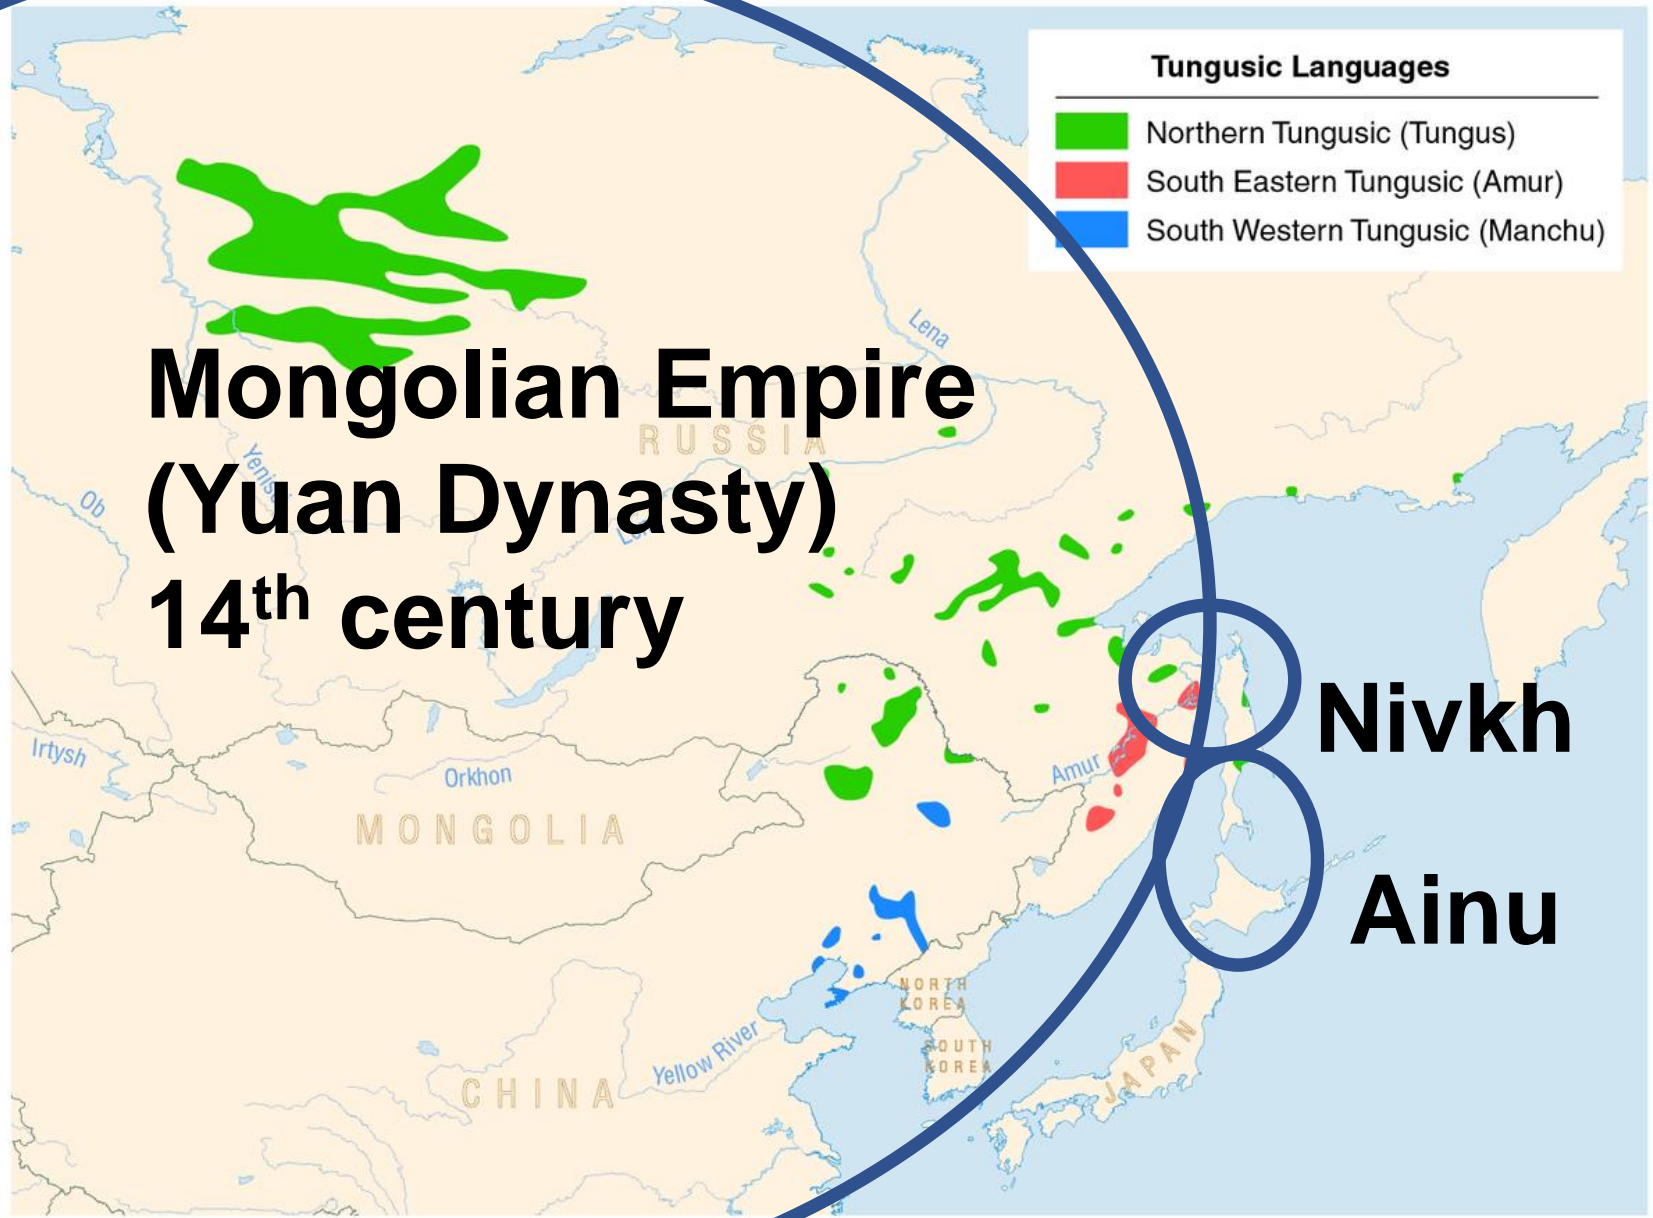 Tungusic Languages
Northern Tungusic (Tungus)
South Eastern Tungusic (Amur)
South Western Tungusic (Manchu)
Lena
Mongolian Empire
RUSSIA
(Yuan Dynasty)
14th century
Ob
Nivkh
Irtysh
Orkhon
Amur
MONGOLIA
Ainu
NORTH
KOREA
SOUTH
KOREA
JAPAN
Yellow River
CHINA